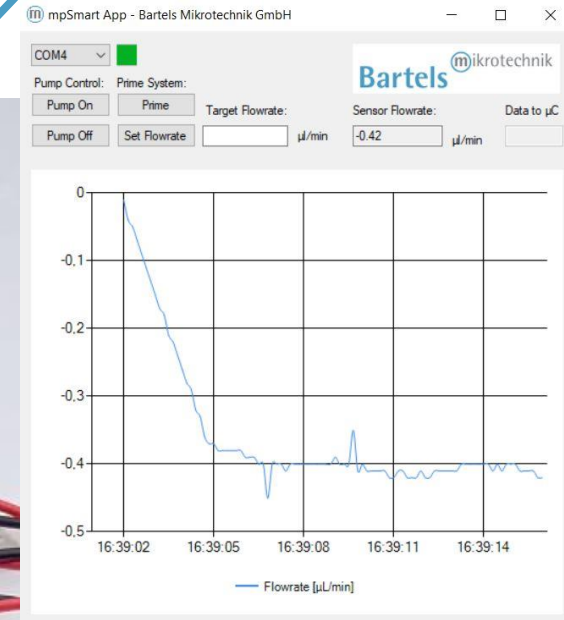 mpSmart App - Bartels Mikrotechnik GmbH
COM4
Bartels mikrotechnik
Pump Control: Prime System:
Pump On Prime Target Flowrate: Sensor Flowrate: Data to µC
Pump Off Set Flowrate µl/min -0.42 µl/min
0
-0,1
-0,2
-0,3
-0,4
-0,5
16:39:02 16:39:05 16:39:08 16:39:11 16:39:14
Flowrate [µL/min]